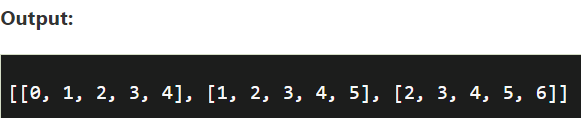 Output:
[[0, 1, 2, 3, 4], [1, 2, 3, 4, 5], [2, 3, 4, 5, 6]]